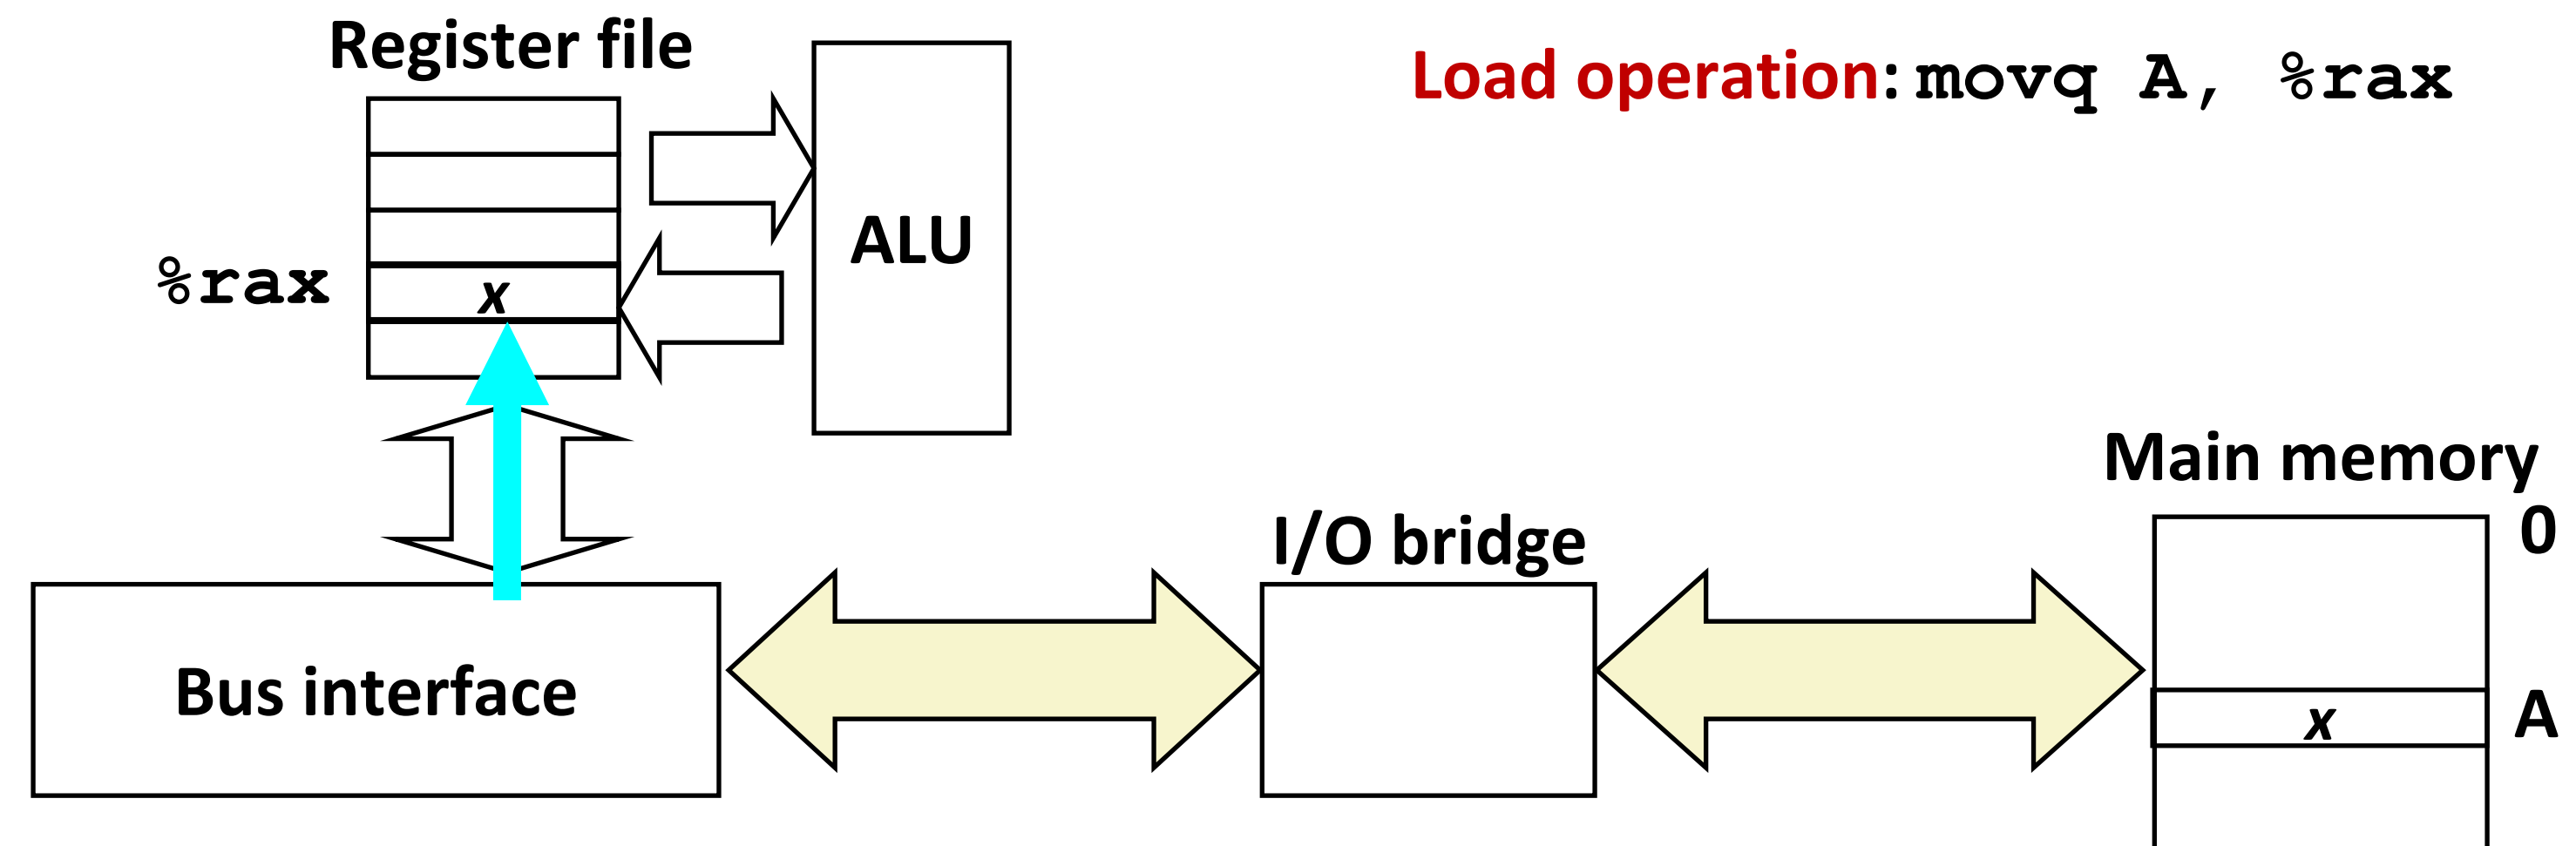 Register file
Load operation: movq A, %rax
ALU
%rax
x
Main memory
0
I/O bridge
Bus interface
x
A